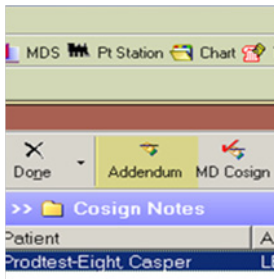 MDS Pt Station Chart
Done Addendum MD Cosign
>> Cosign Notes
Patient
Prodtest-Eight, Casper